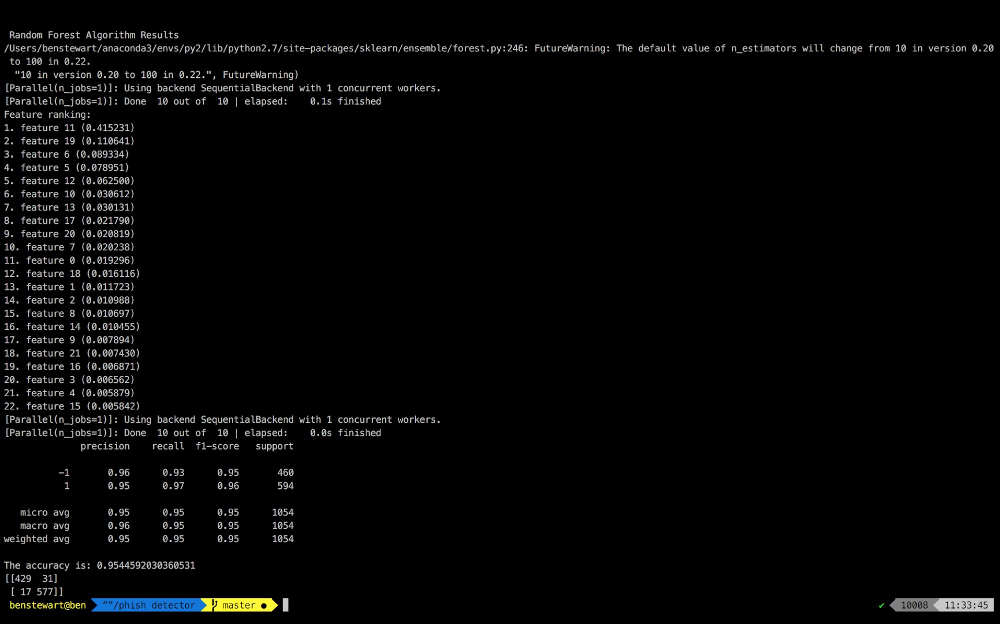 Random Forest Algorithm Results
/Users/benstewart/anaconda3/envs/py2/lib/python2.7/site-packages/sklearn/ensemble/forest.py:246: FutureWarning: The default value of n_estimators will change from 10 in version 0.20
to 100 in 0.22.
"10 in version 0.20 to 100 in 0.22.", FutureWarning)
[Parallel(n_jobs=1)]: Using backend SequentialBackend with 1 concurrent workers.
[Parallel(n_jobs=1)]: Done  10 out of  10 | elapsed:    0.1s finished
Feature ranking:
1. feature 11 (0.415231)
2. feature 19 (0.110641)
3. feature 6 (0.089334)
4. feature 5 (0.078951)
5. feature 12 (0.062500)
6. feature 10 (0.030612)
7. feature 13 (0.030131)
8. feature 17 (0.021790)
9. feature 20 (0.020819)
10. feature 7 (0.020238)
11. feature 0 (0.019296)
12. feature 18 (0.016116)
13. feature 1 (0.011723)
14. feature 2 (0.010988)
15. feature 8 (0.010697)
16. feature 14 (0.010455)
17. feature 9 (0.007894)
18. feature 21 (0.007430)
19. feature 16 (0.006871)
20. feature 3 (0.006562)
21. feature 4 (0.005879)
22. feature 15 (0.005842)
[Parallel(n_jobs=1)]: Using backend SequentialBackend with 1 concurrent workers.
[Parallel(n_jobs=1)]: Done  10 out of  10 | elapsed:    0.0s finished
precision    recall  f1-score   support
-1       0.96      0.93      0.95       460
1       0.95      0.97      0.96       594
micro avg       0.95      0.95      0.95      1054
macro avg       0.96      0.95      0.95      1054
weighted avg       0.95      0.95      0.95      1054
The accuracy is: 0.9544592030360531
[[429  31]
[ 17 577]]
benstewart@ben ""/phish detector master ● ✔ 10008 11:33:45